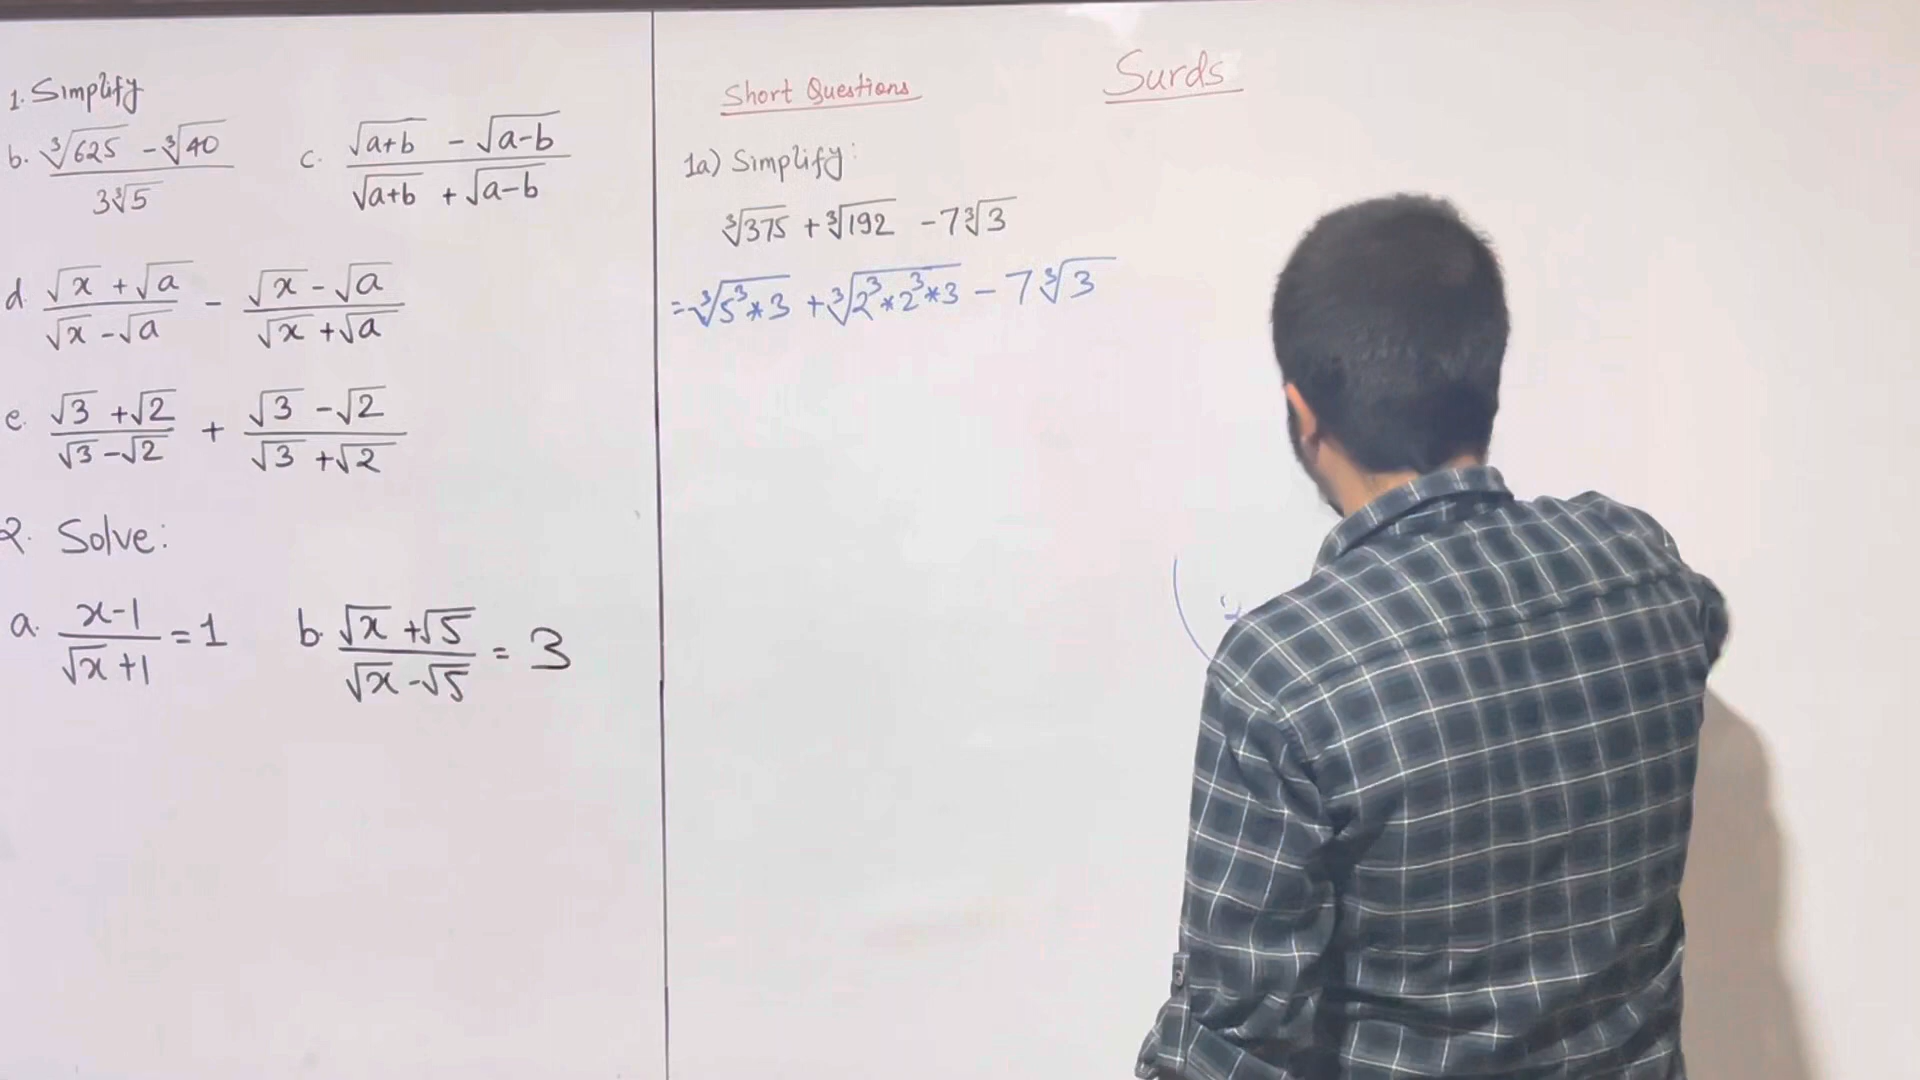 1. Simplify
b. (∛625 - ∛40) / 3∛5
c. (√(a+b) - √(a-b)) / (√(a+b) + √(a-b))
d. (√x + √a) / (√x - √a) - (√x - √a) / (√x + √a)
e. (√3 + √2) / (√3 - √2) + (√3 - √2) / (√3 + √2)
2. Solve:
a. (x-1) / (√x + 1) = 1
b. (√x + √5) / (√x - √5) = 3
Short Questions
Surds
1a) Simplify:
∛375 + ∛192 - 7∛3
= ∛(5³*3) + ∛(2³*2³*3) - 7∛3